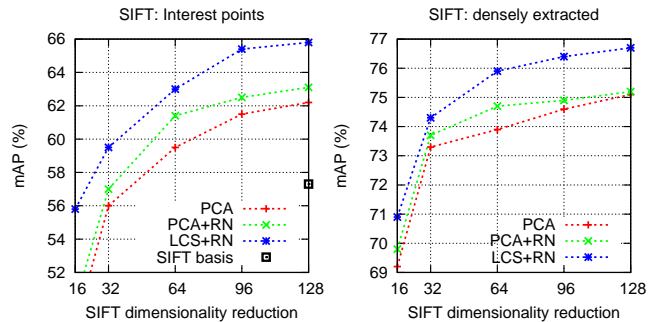 SIFT: Interest points
66
64
62
60
58
56
54
52
mAP (%)
PCA
PCA+RN
LCS+RN
SIFT basis
16 32 64 96 128
SIFT dimensionality reduction
SIFT: densely extracted
77
76
75
74
73
72
71
70
69
mAP (%)
PCA
PCA+RN
LCS+RN
16 32 64 96 128
SIFT dimensionality reduction